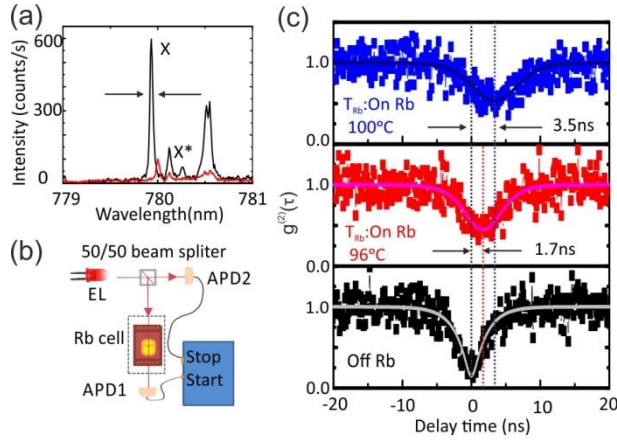 (a)
600
300
0
Intensity (counts/s)
X
X*
779
780
781
Wavelength(nm)
(b)
50/50 beam spliter
EL
APD2
Rb cell
Stop
Start
APD1
(c)
1.0
T_Rb:On Rb
100°C
3.5ns
0.0
1.0
T_Rb:On Rb
96°C
1.7ns
0.0
1.0
Off Rb
0.0
g⁽²⁾(τ)
-20
-10
0
10
20
Delay time (ns)